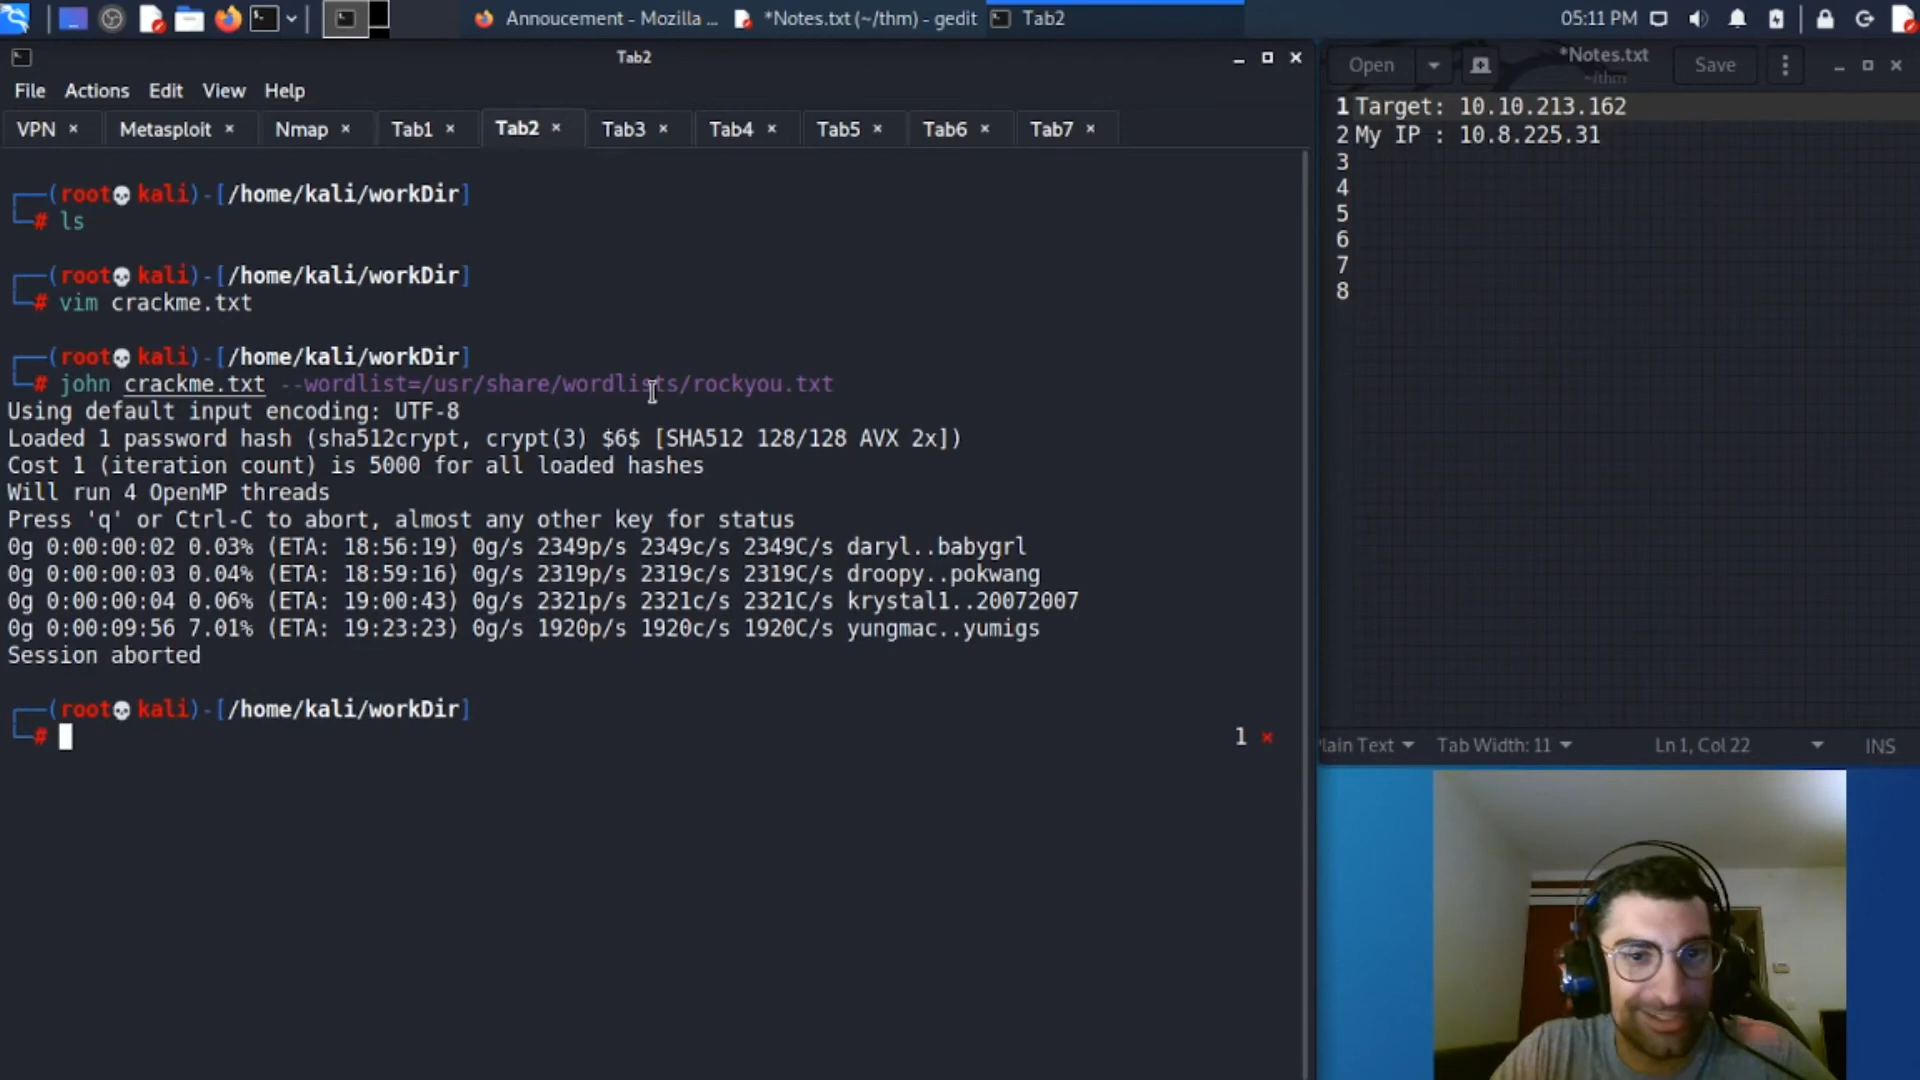 Annoucement - Mozilla ...
*Notes.txt (~/thm) - gedit
Tab2
05:11 PM
Tab2
File Actions Edit View Help
VPN × Metasploit × Nmap × Tab1 × Tab2 × Tab3 × Tab4 × Tab5 × Tab6 × Tab7 ×
┌──(root💀kali)-[/home/kali/workDir]
└─# ls
┌──(root💀kali)-[/home/kali/workDir]
└─# vim crackme.txt
┌──(root💀kali)-[/home/kali/workDir]
└─# john crackme.txt --wordlist=/usr/share/wordlists/rockyou.txt
Using default input encoding: UTF-8
Loaded 1 password hash (sha512crypt, crypt(3) $6$ [SHA512 128/128 AVX 2x])
Cost 1 (iteration count) is 5000 for all loaded hashes
Will run 4 OpenMP threads
Press 'q' or Ctrl-C to abort, almost any other key for status
0g 0:00:00:02 0.03% (ETA: 18:56:19) 0g/s 2349p/s 2349c/s 2349C/s daryl..babygrl
0g 0:00:00:03 0.04% (ETA: 18:59:16) 0g/s 2319p/s 2319c/s 2319C/s droopy..pokwang
0g 0:00:00:04 0.06% (ETA: 19:00:43) 0g/s 2321p/s 2321c/s 2321C/s krystal1..20072007
0g 0:00:09:56 7.01% (ETA: 19:23:23) 0g/s 1920p/s 1920c/s 1920C/s yungmac..yumigs
Session aborted
┌──(root💀kali)-[/home/kali/workDir]
└─# 1 ×
Open *Notes.txt Save
~/thm
1 Target: 10.10.213.162
2 My IP : 10.8.225.31
3
4
5
6
7
8
lain Text Tab Width: 11 Ln 1, Col 22 INS